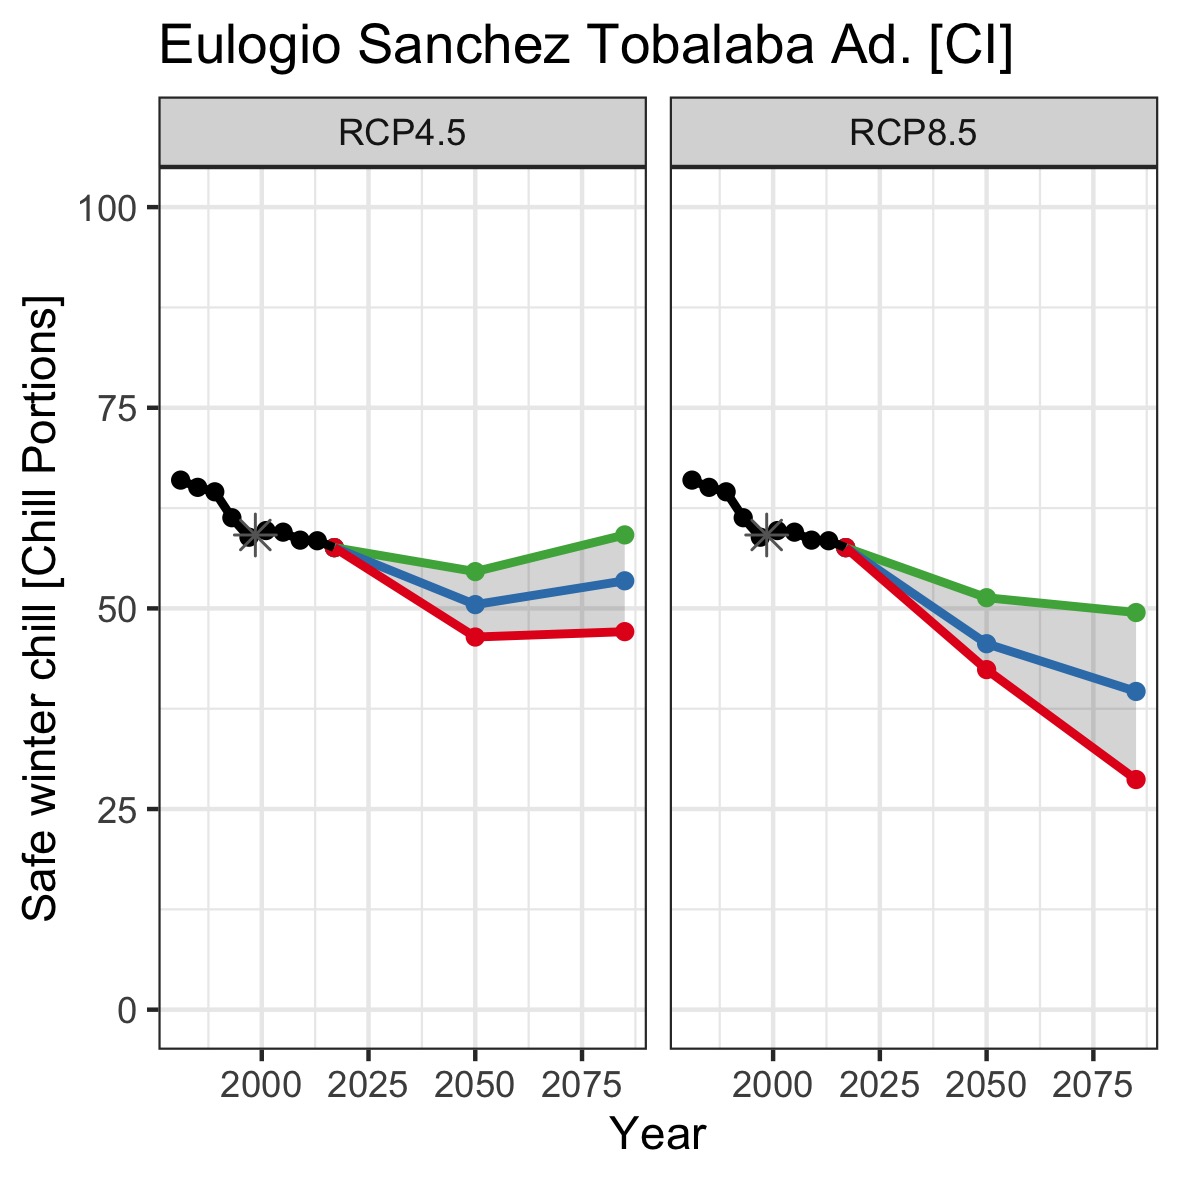 Eulogio Sanchez Tobalaba Ad. [CI]
RCP4.5 RCP8.5
Safe winter chill [Chill Portions]
100
75
50
25
0
2000 2025 2050 2075 2000 2025 2050 2075
Year